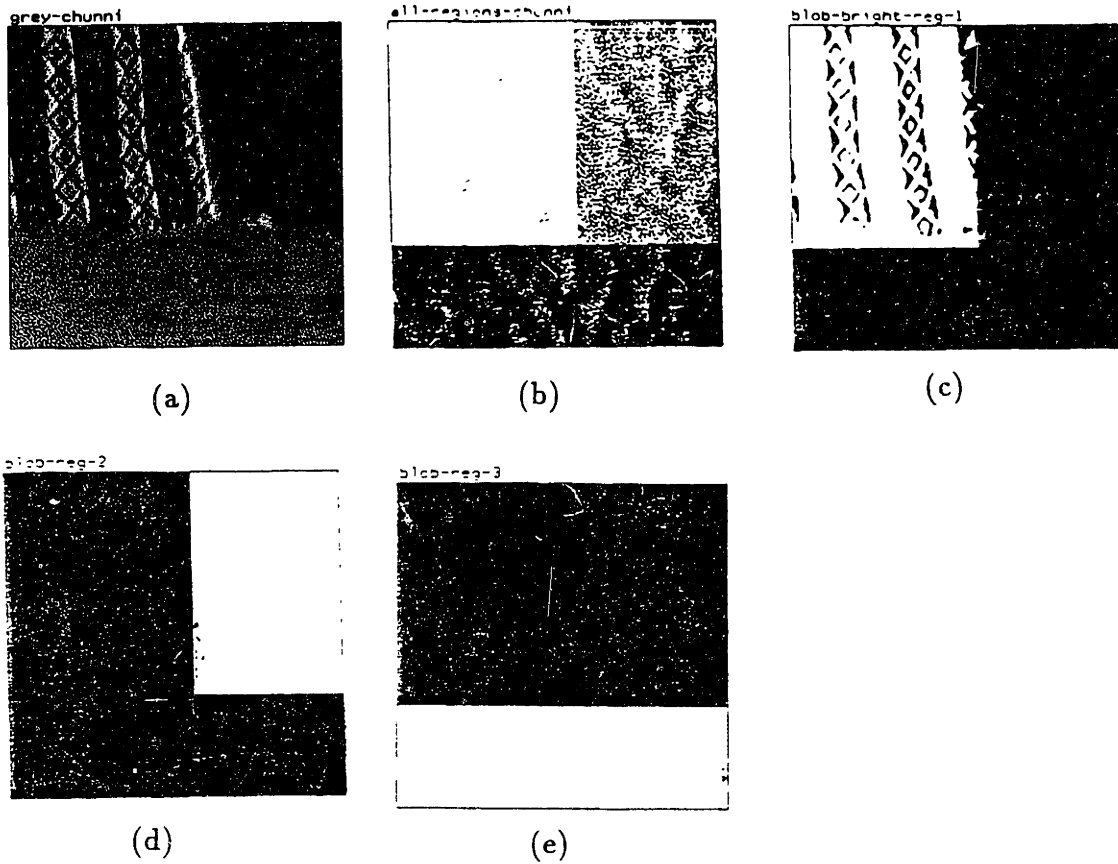 grey-chunni
all-regions-chunni
blob-bright-reg-1
(a)
(b)
(c)
blob-reg-2
blob-reg-3
(d)
(e)